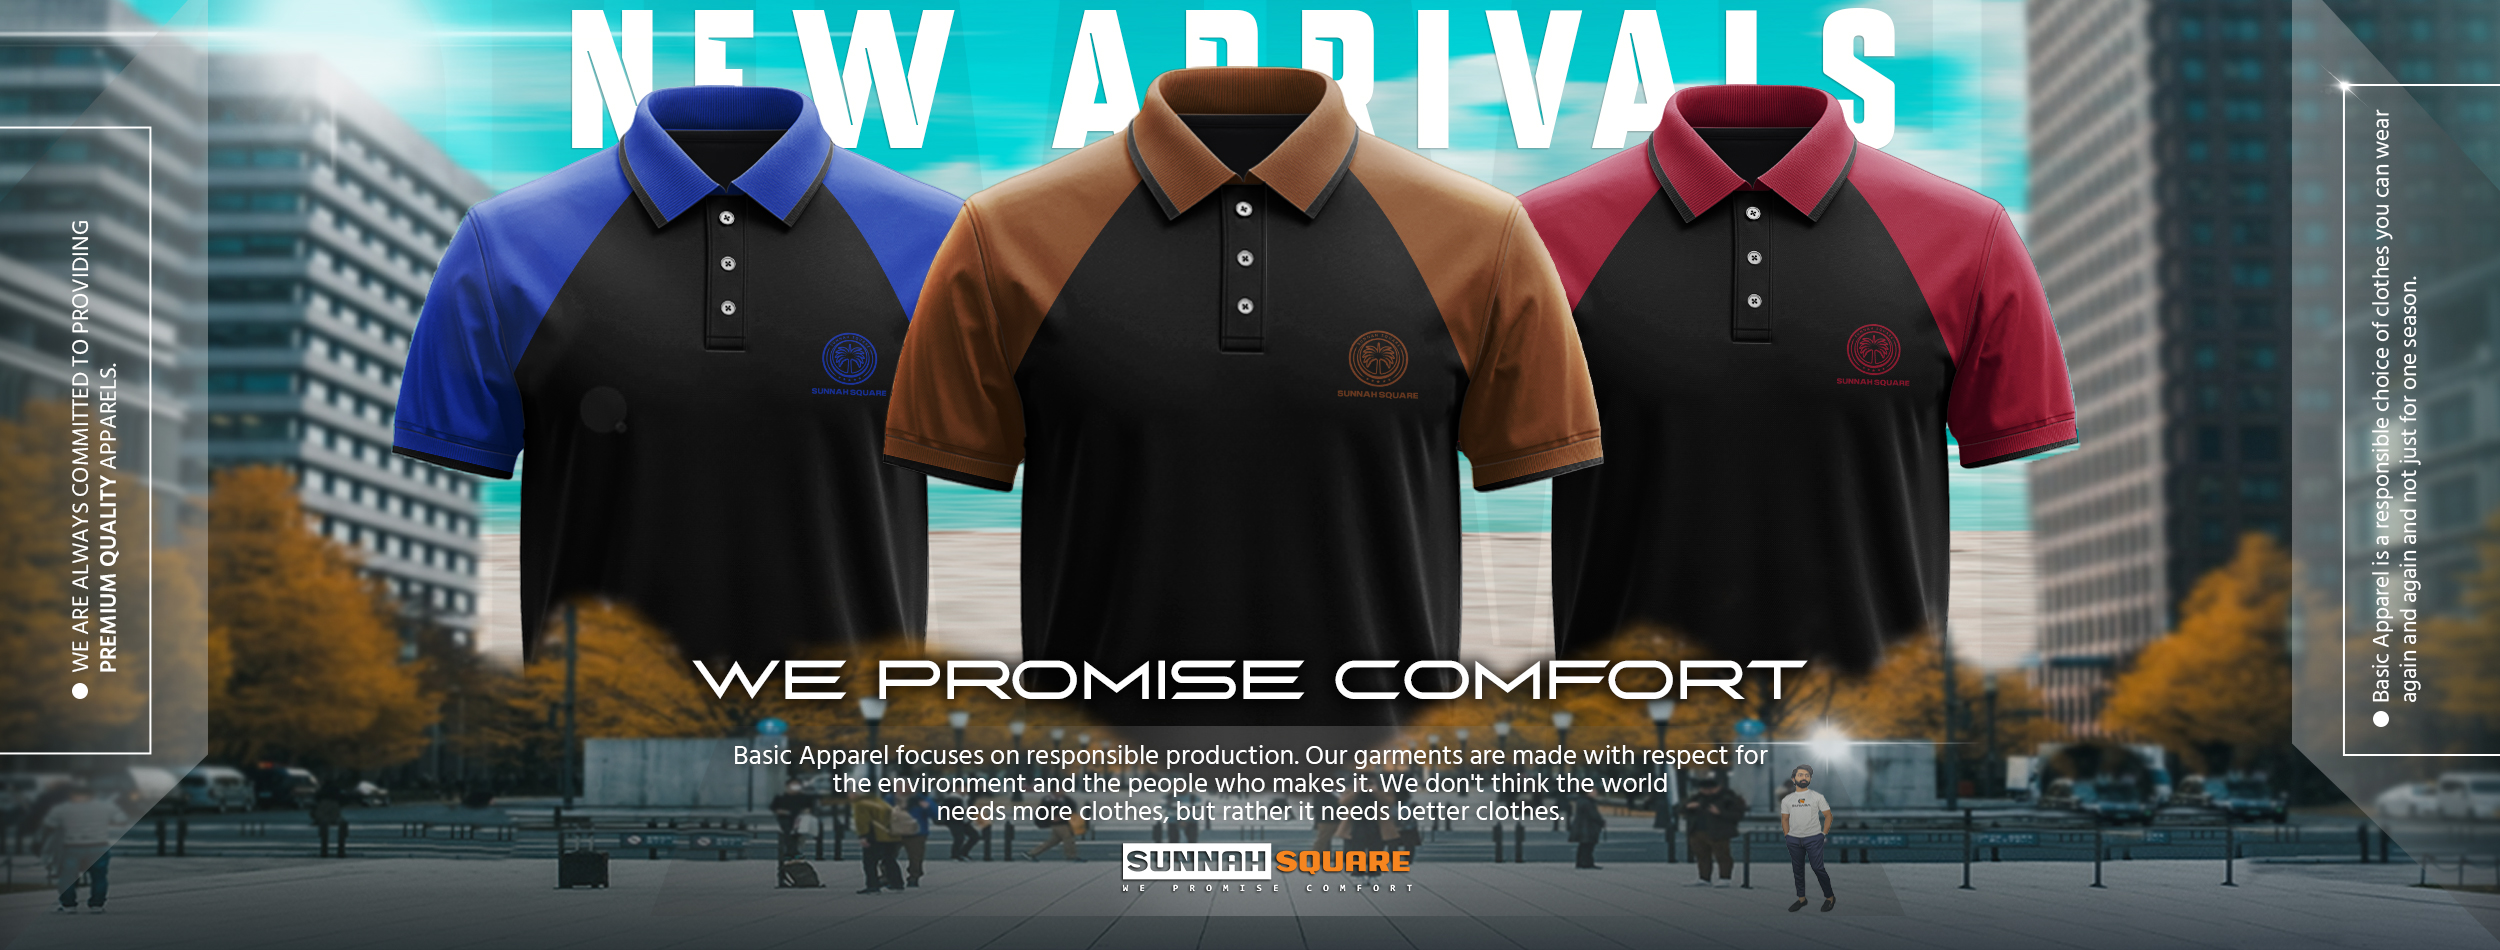 NEW ARRIVALS
WE ARE ALWAYS COMMITTED TO PROVIDING
PREMIUM QUALITY APPARELS.
SUNNAH SQUARE
SUNNAH SQUARE
SUNNAH SQUARE
Basic Apparel is a responsible choice of clothes you can wear
again and again and not just for one season.
WE PROMISE COMFORT
Basic Apparel focuses on responsible production. Our garments are made with respect for
the environment and the people who makes it. We don't think the world
needs more clothes, but rather it needs better clothes.
SUNNAH SQUARE
WE PROMISE COMFORT